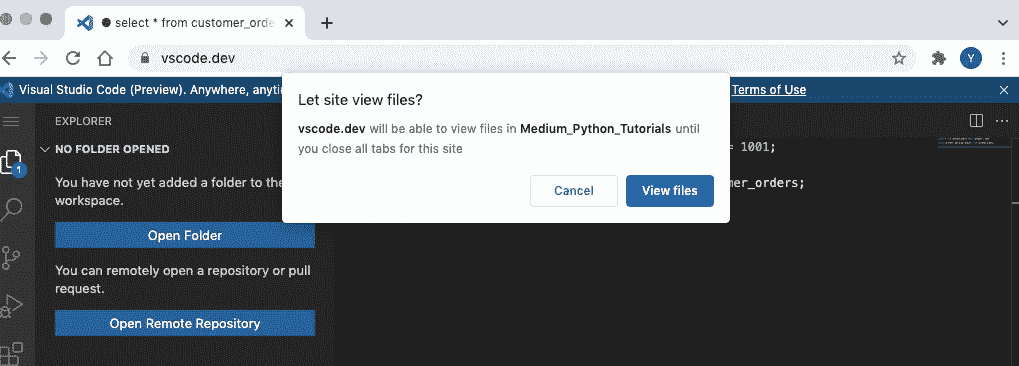 ● select * from customer_orde
vscode.dev
Y
Visual Studio Code (Preview). Anywhere, anytir
Terms of Use
Let site view files?
vscode.dev will be able to view files in Medium_Python_Tutorials until
you close all tabs for this site
Cancel
View files
EXPLORER
NO FOLDER OPENED
= 1001;
1
You have not yet added a folder to the
mer_orders;
workspace.
Open Folder
You can remotely open a repository or pull
request.
Open Remote Repository